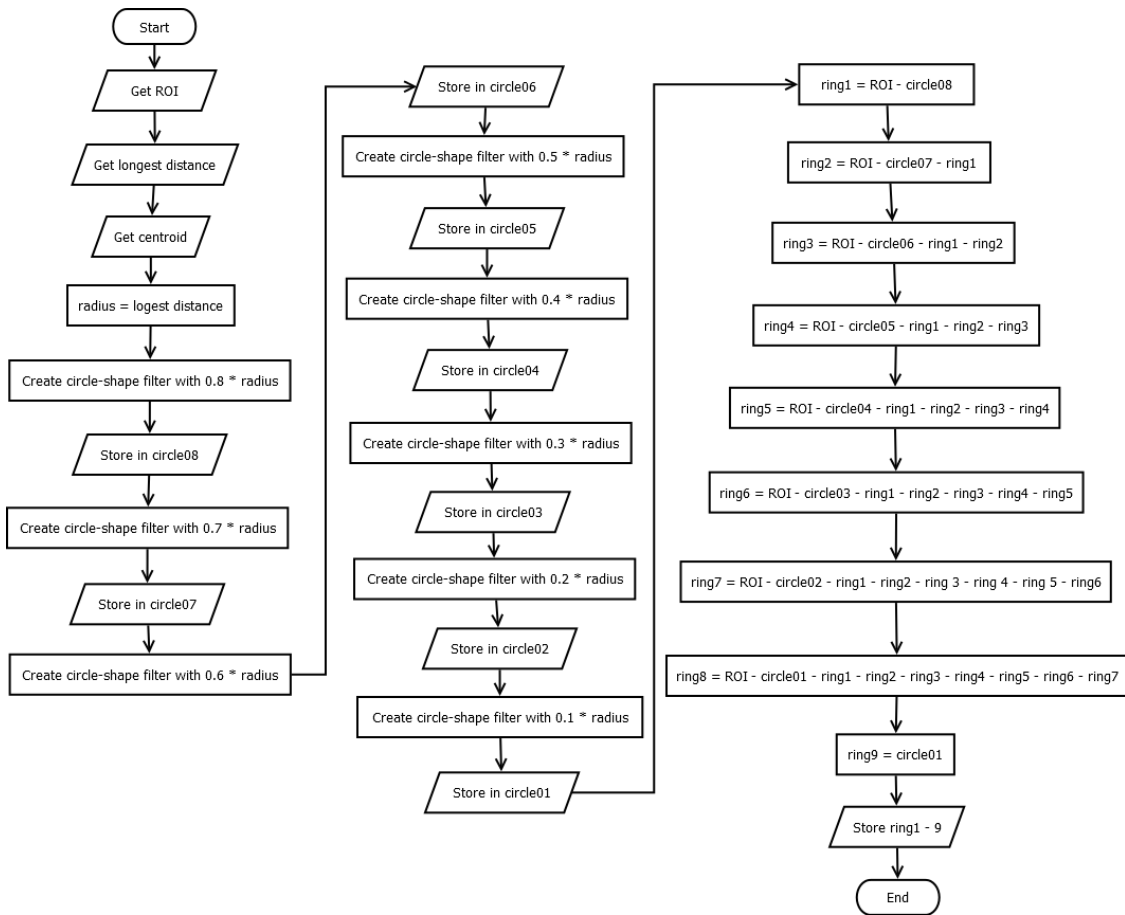 Start
Get ROI
Get longest distance
Get centroid
radius = logest distance
Create circle-shape filter with 0.8 * radius
Store in circle08
Create circle-shape filter with 0.7 * radius
Store in circle07
Create circle-shape filter with 0.6 * radius
Store in circle06
Create circle-shape filter with 0.5 * radius
Store in circle05
Create circle-shape filter with 0.4 * radius
Store in circle04
Create circle-shape filter with 0.3 * radius
Store in circle03
Create circle-shape filter with 0.2 * radius
Store in circle02
Create circle-shape filter with 0.1 * radius
Store in circle01
ring1 = ROI - circle08
ring2 = ROI - circle07 - ring1
ring3 = ROI - circle06 - ring1 - ring2
ring4 = ROI - circle05 - ring1 - ring2 - ring3
ring5 = ROI - circle04 - ring1 - ring2 - ring3 - ring4
ring6 = ROI - circle03 - ring1 - ring2 - ring3 - ring4 - ring5
ring7 = ROI - circle02 - ring1 - ring2 - ring 3 - ring 4 - ring 5 - ring6
ring8 = ROI - circle01 - ring1 - ring2 - ring3 - ring4 - ring5 - ring6 - ring7
ring9 = circle01
Store ring1 - 9
End